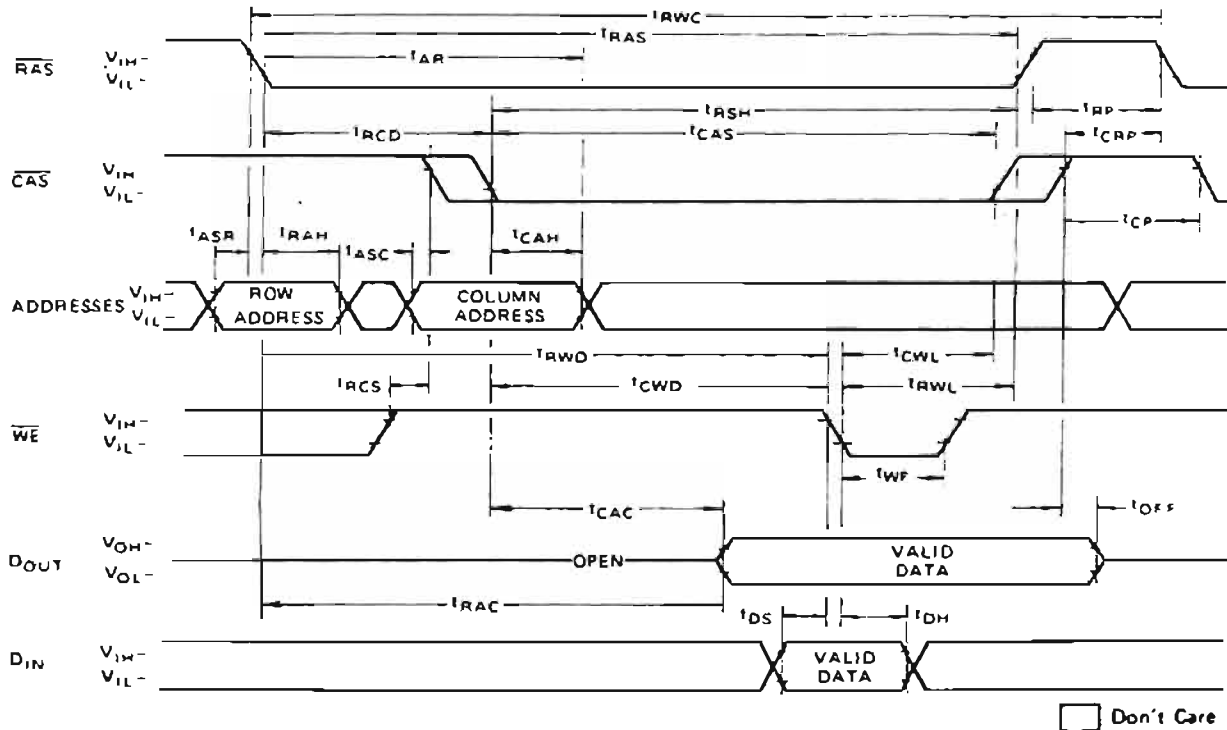 tRWC
tRAS
tAR
RAS
VIH-
VIL-
tRSH
tRP
tRCD
tCAS
tCRP
CAS
VIH
VIL-
tCP
tASR
tRAH
tASC
tCAH
ADDRESSES
VIH-
VIL-
ROW
ADDRESS
COLUMN
ADDRESS
tRWD
tCWL
tRCS
tCWD
tRWL
WE
VIH-
VIL-
tWP
tCAC
tOFF
DOUT
VOH-
VOL-
OPEN
VALID
DATA
tRAC
tDS
tDH
DIN
VIH-
VIL-
VALID
DATA
Don't Care